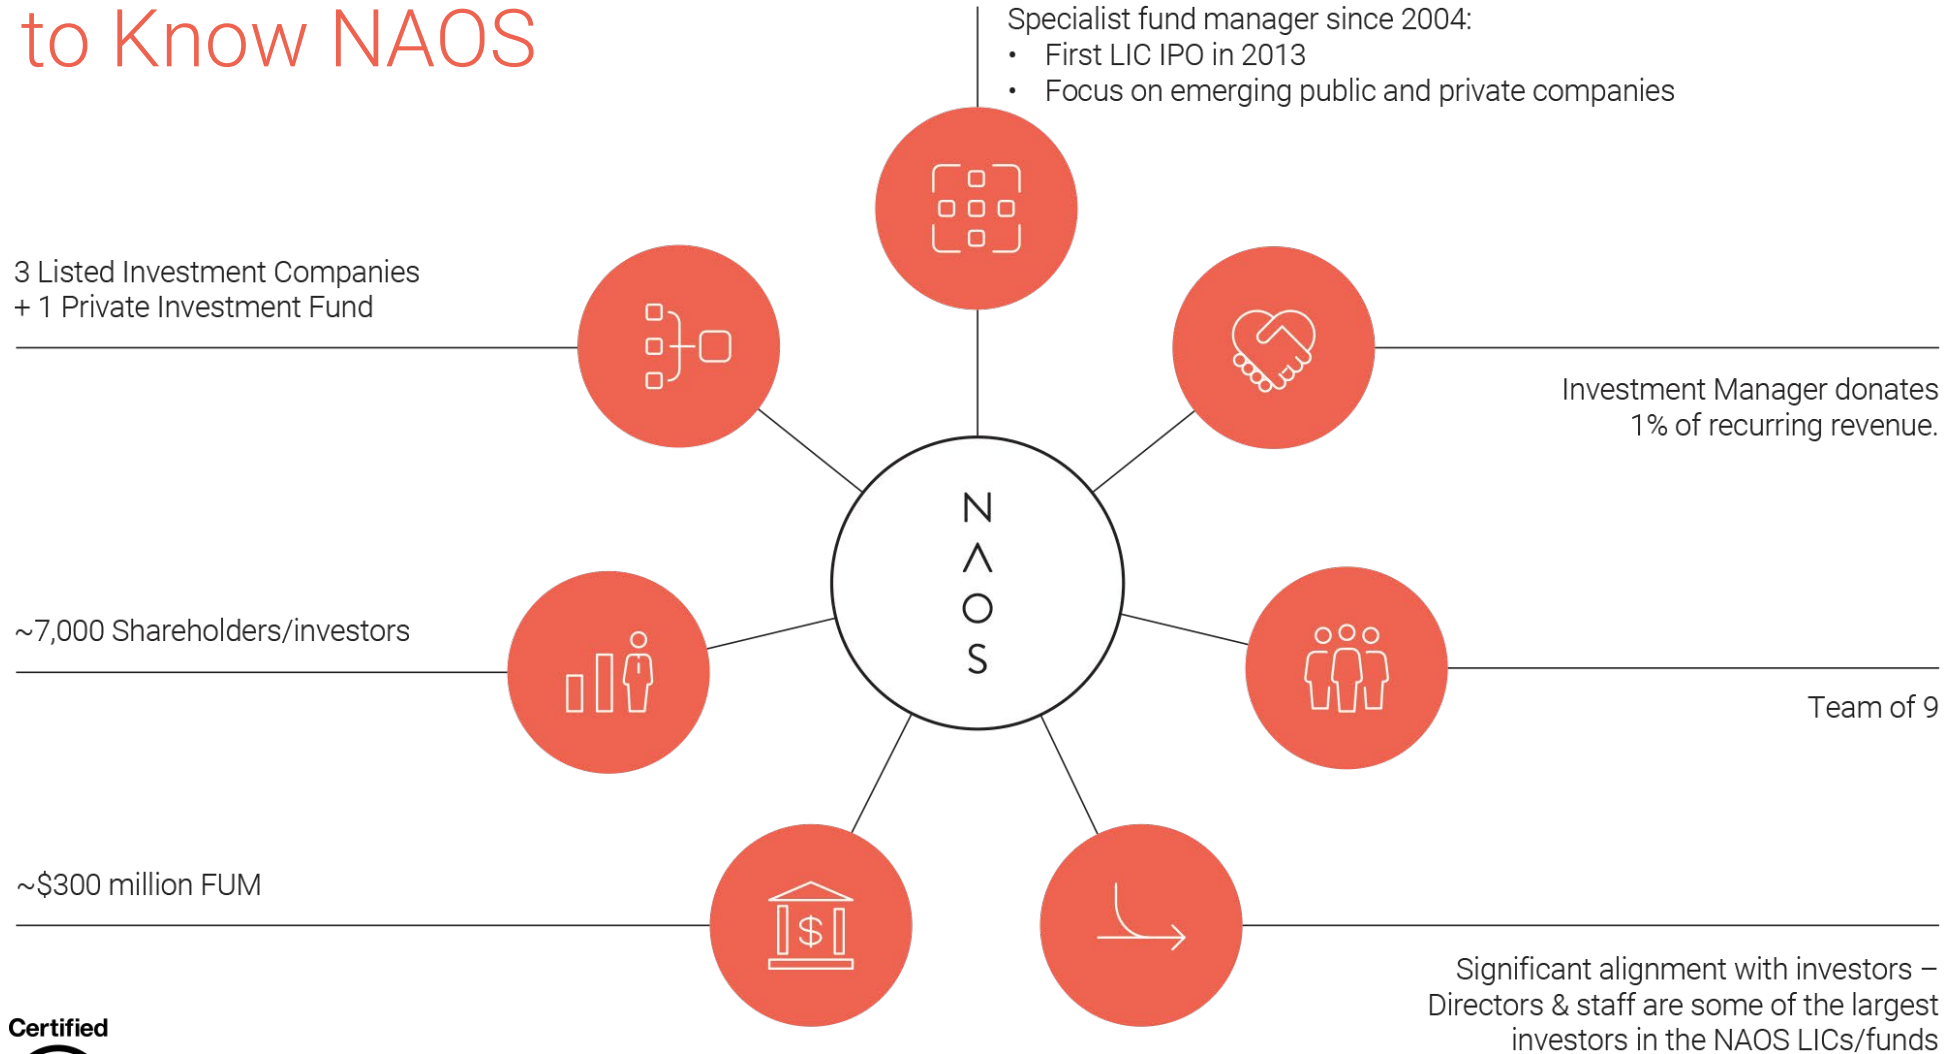 to Know NAOS
Specialist fund manager since 2004:
• First LIC IPO in 2013
• Focus on emerging public and private companies
3 Listed Investment Companies
+ 1 Private Investment Fund
Investment Manager donates
1% of recurring revenue.
N
Λ
O
S
~7,000 Shareholders/investors
Team of 9
$
~$300 million FUM
Significant alignment with investors –
Directors & staff are some of the largest
investors in the NAOS LICs/funds
Certified